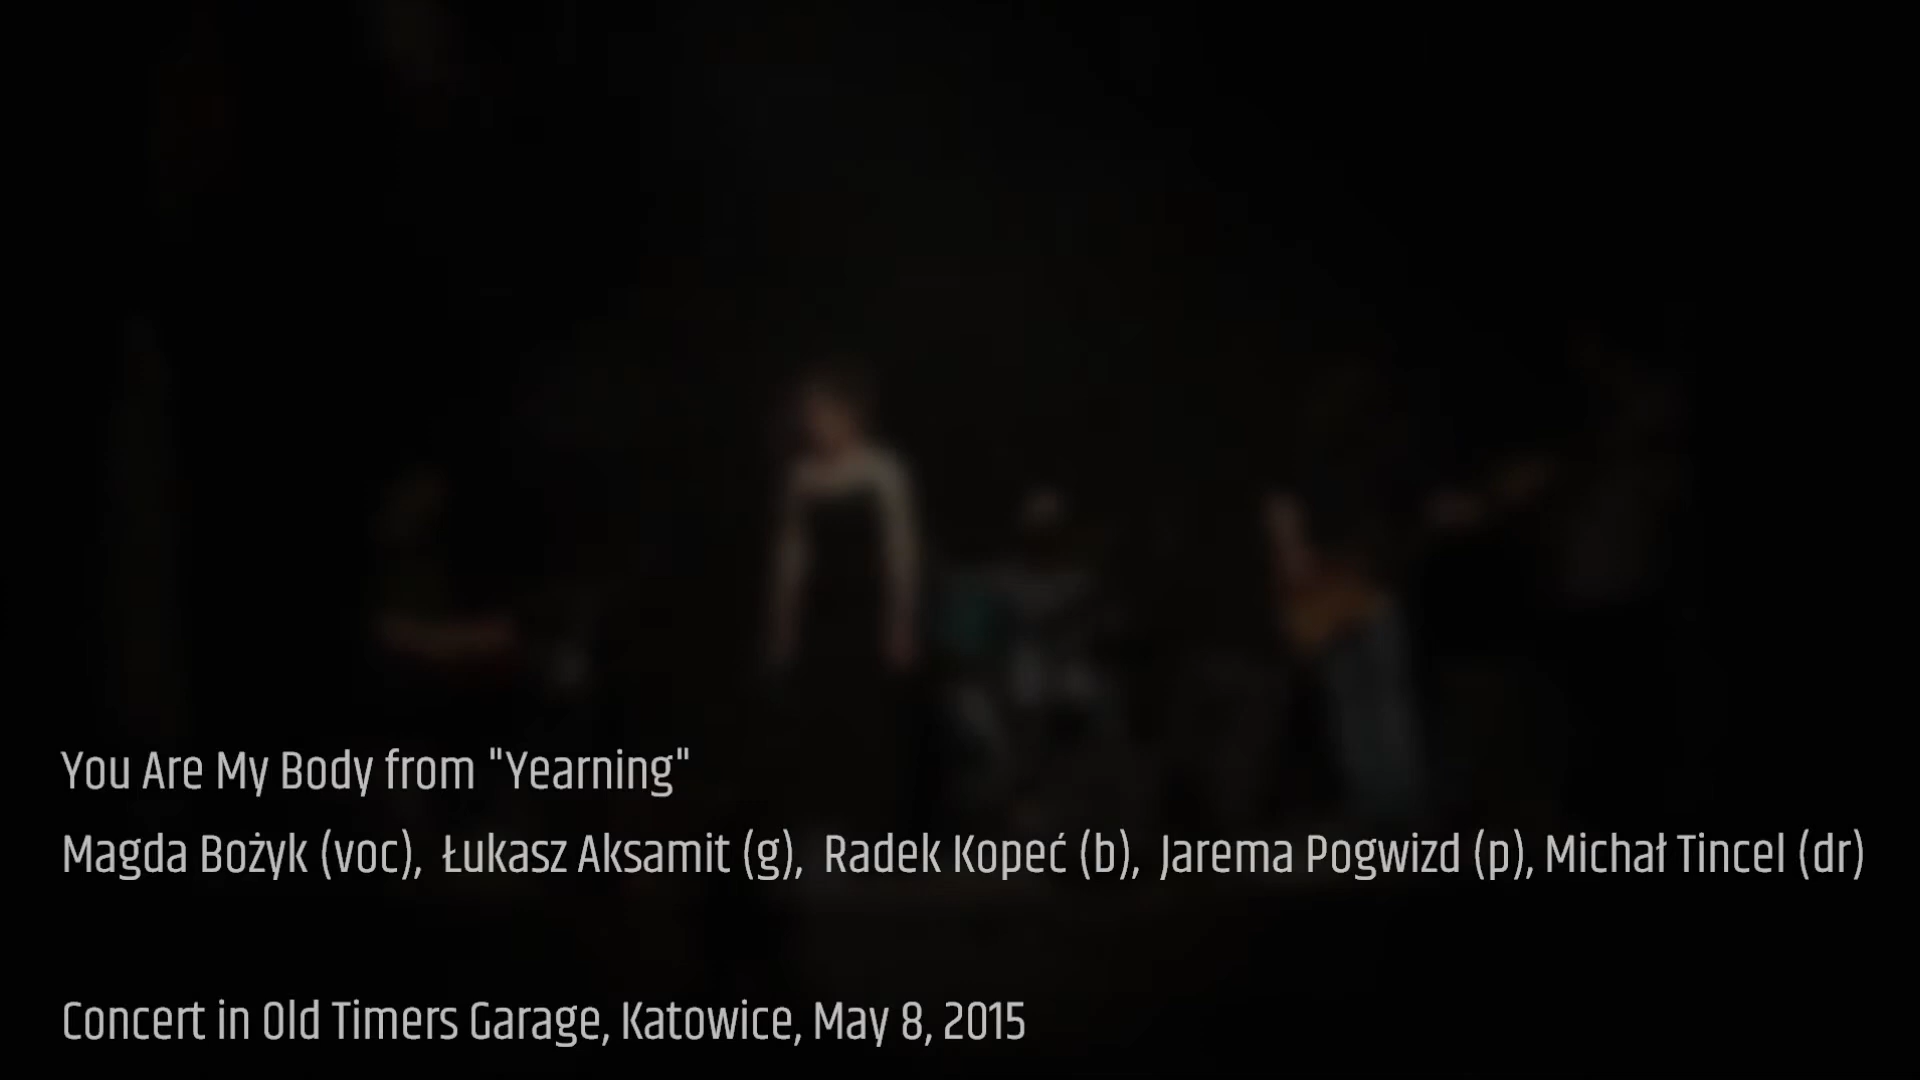 You Are My Body from "Yearning"
Magda Bożyk (voc), Łukasz Aksamit (g), Radek Kopeć (b), Jarema Pogwizd (p), Michał Tincel (dr)
Concert in Old Timers Garage, Katowice, May 8, 2015